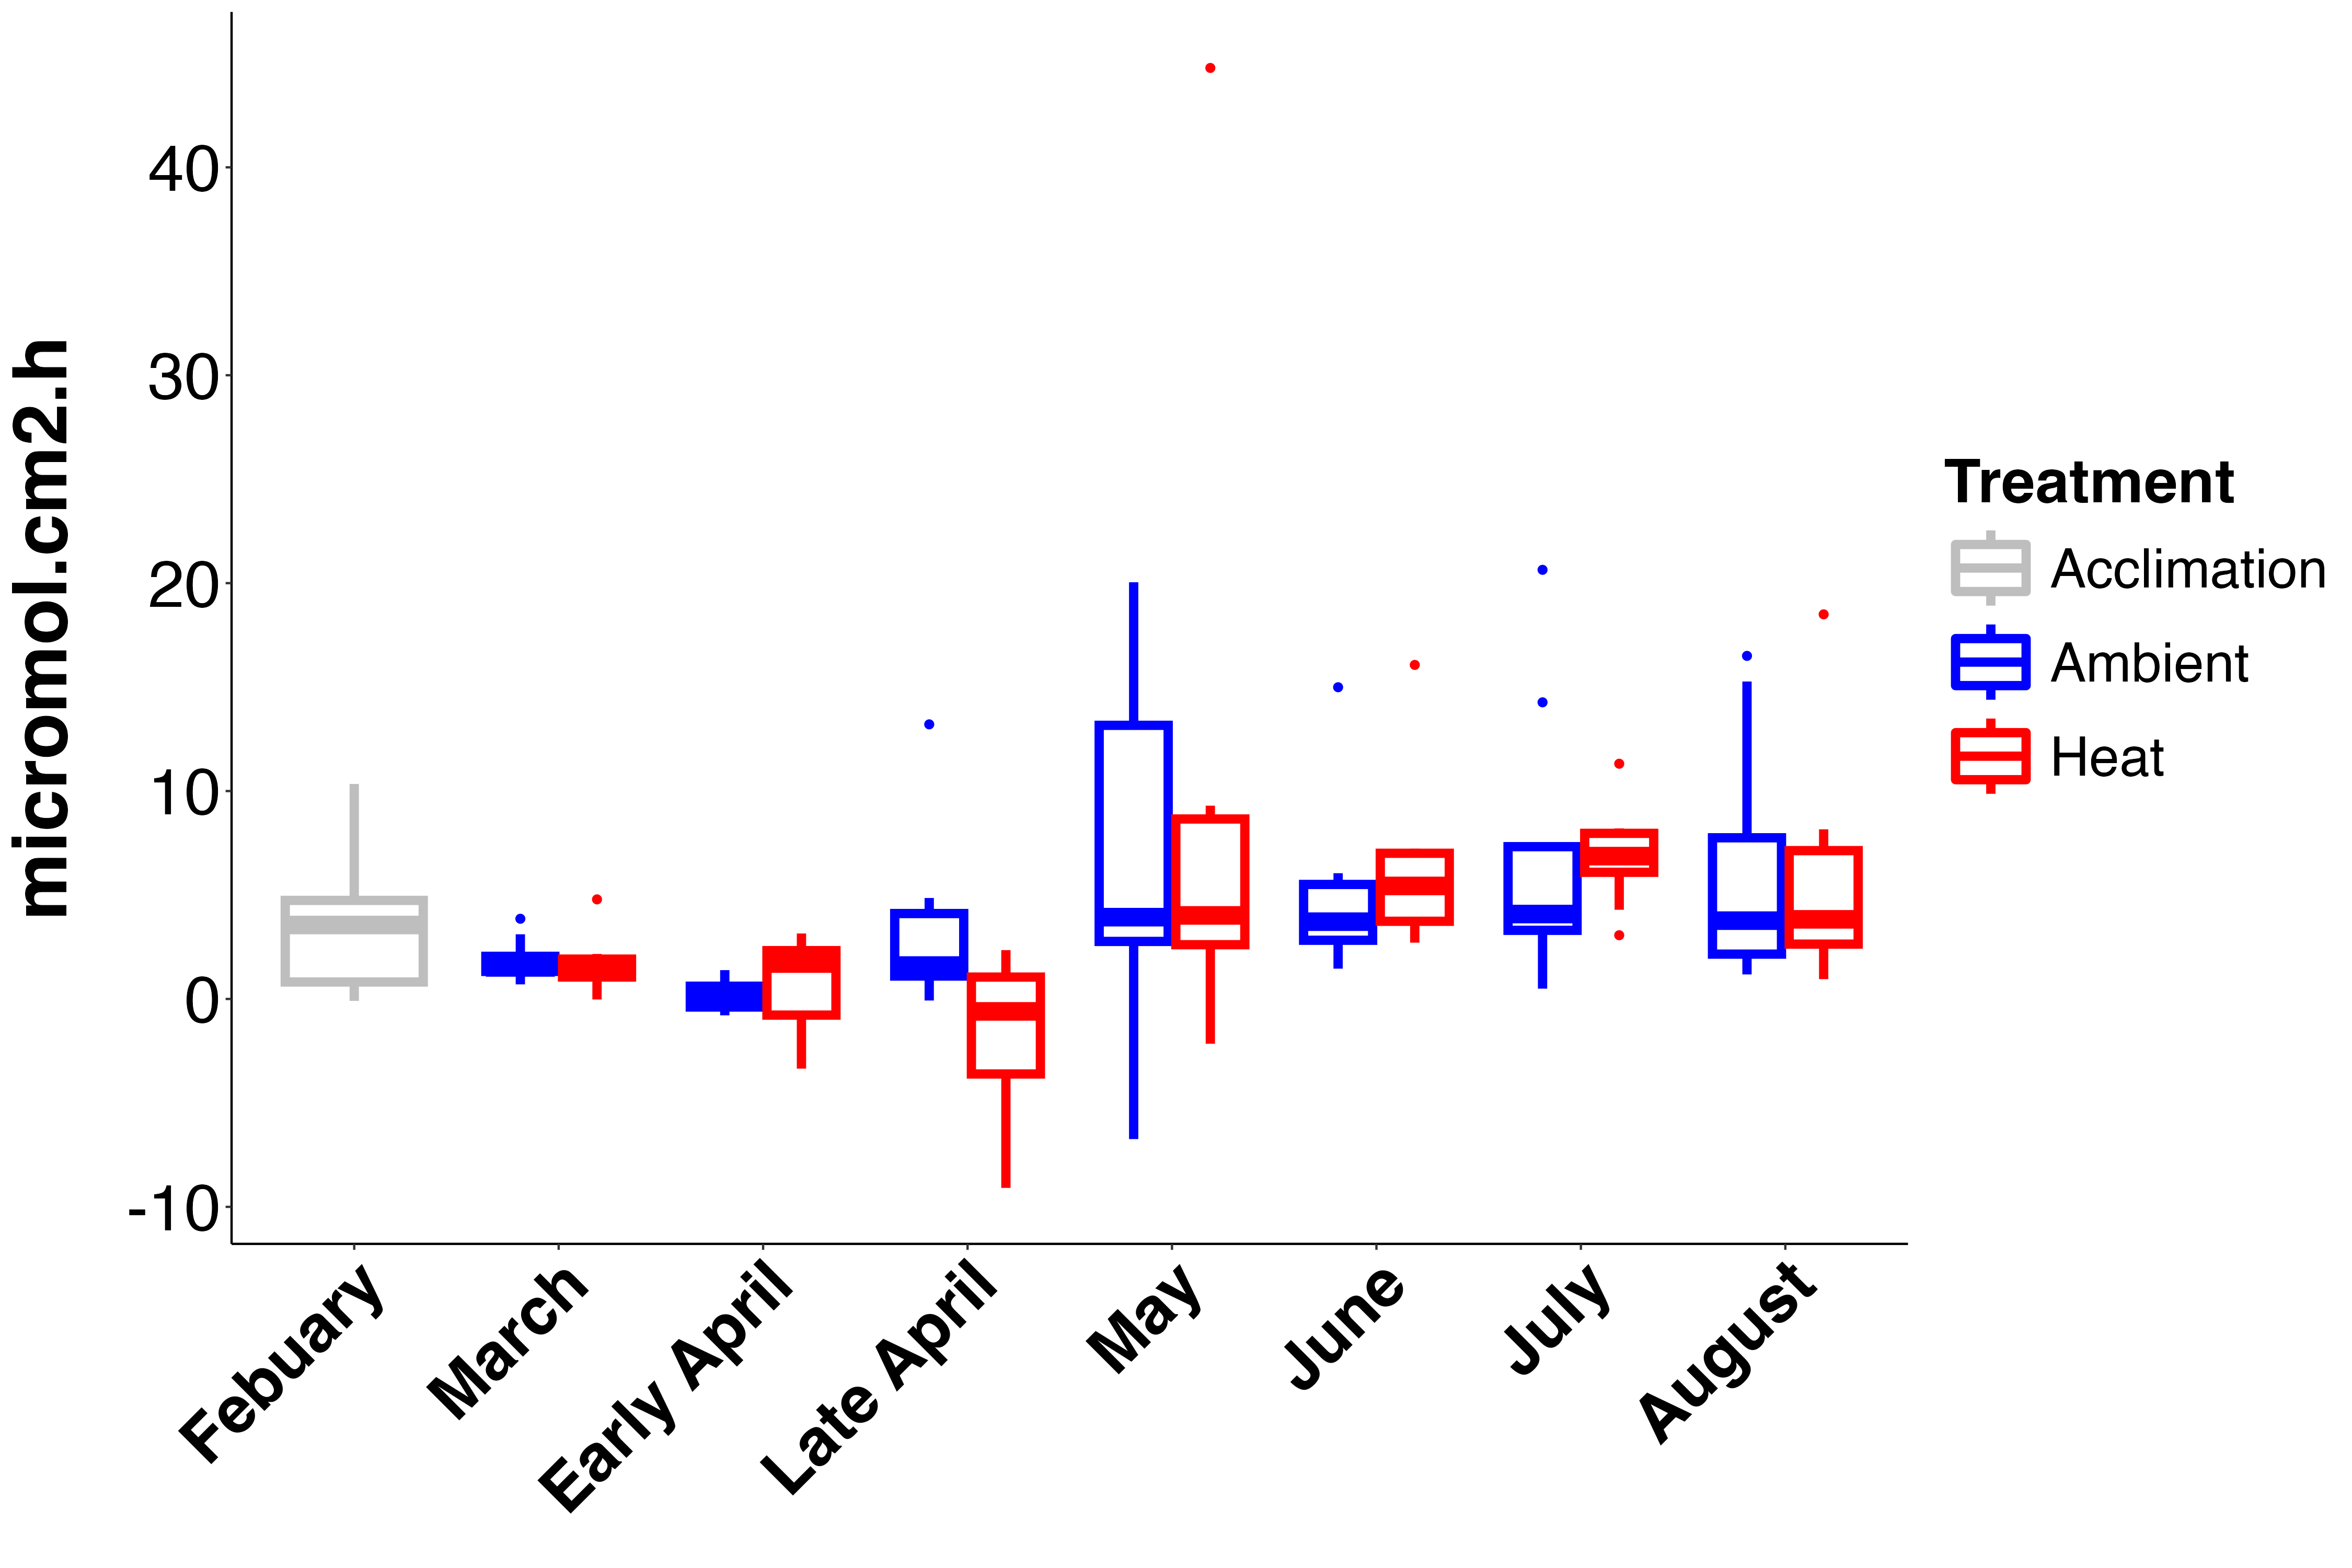 micromol.cm2.h
40
30
20
10
0
-10
Febuary
March
Early April
Late April
May
June
July
August
Treatment
Acclimation
Ambient
Heat